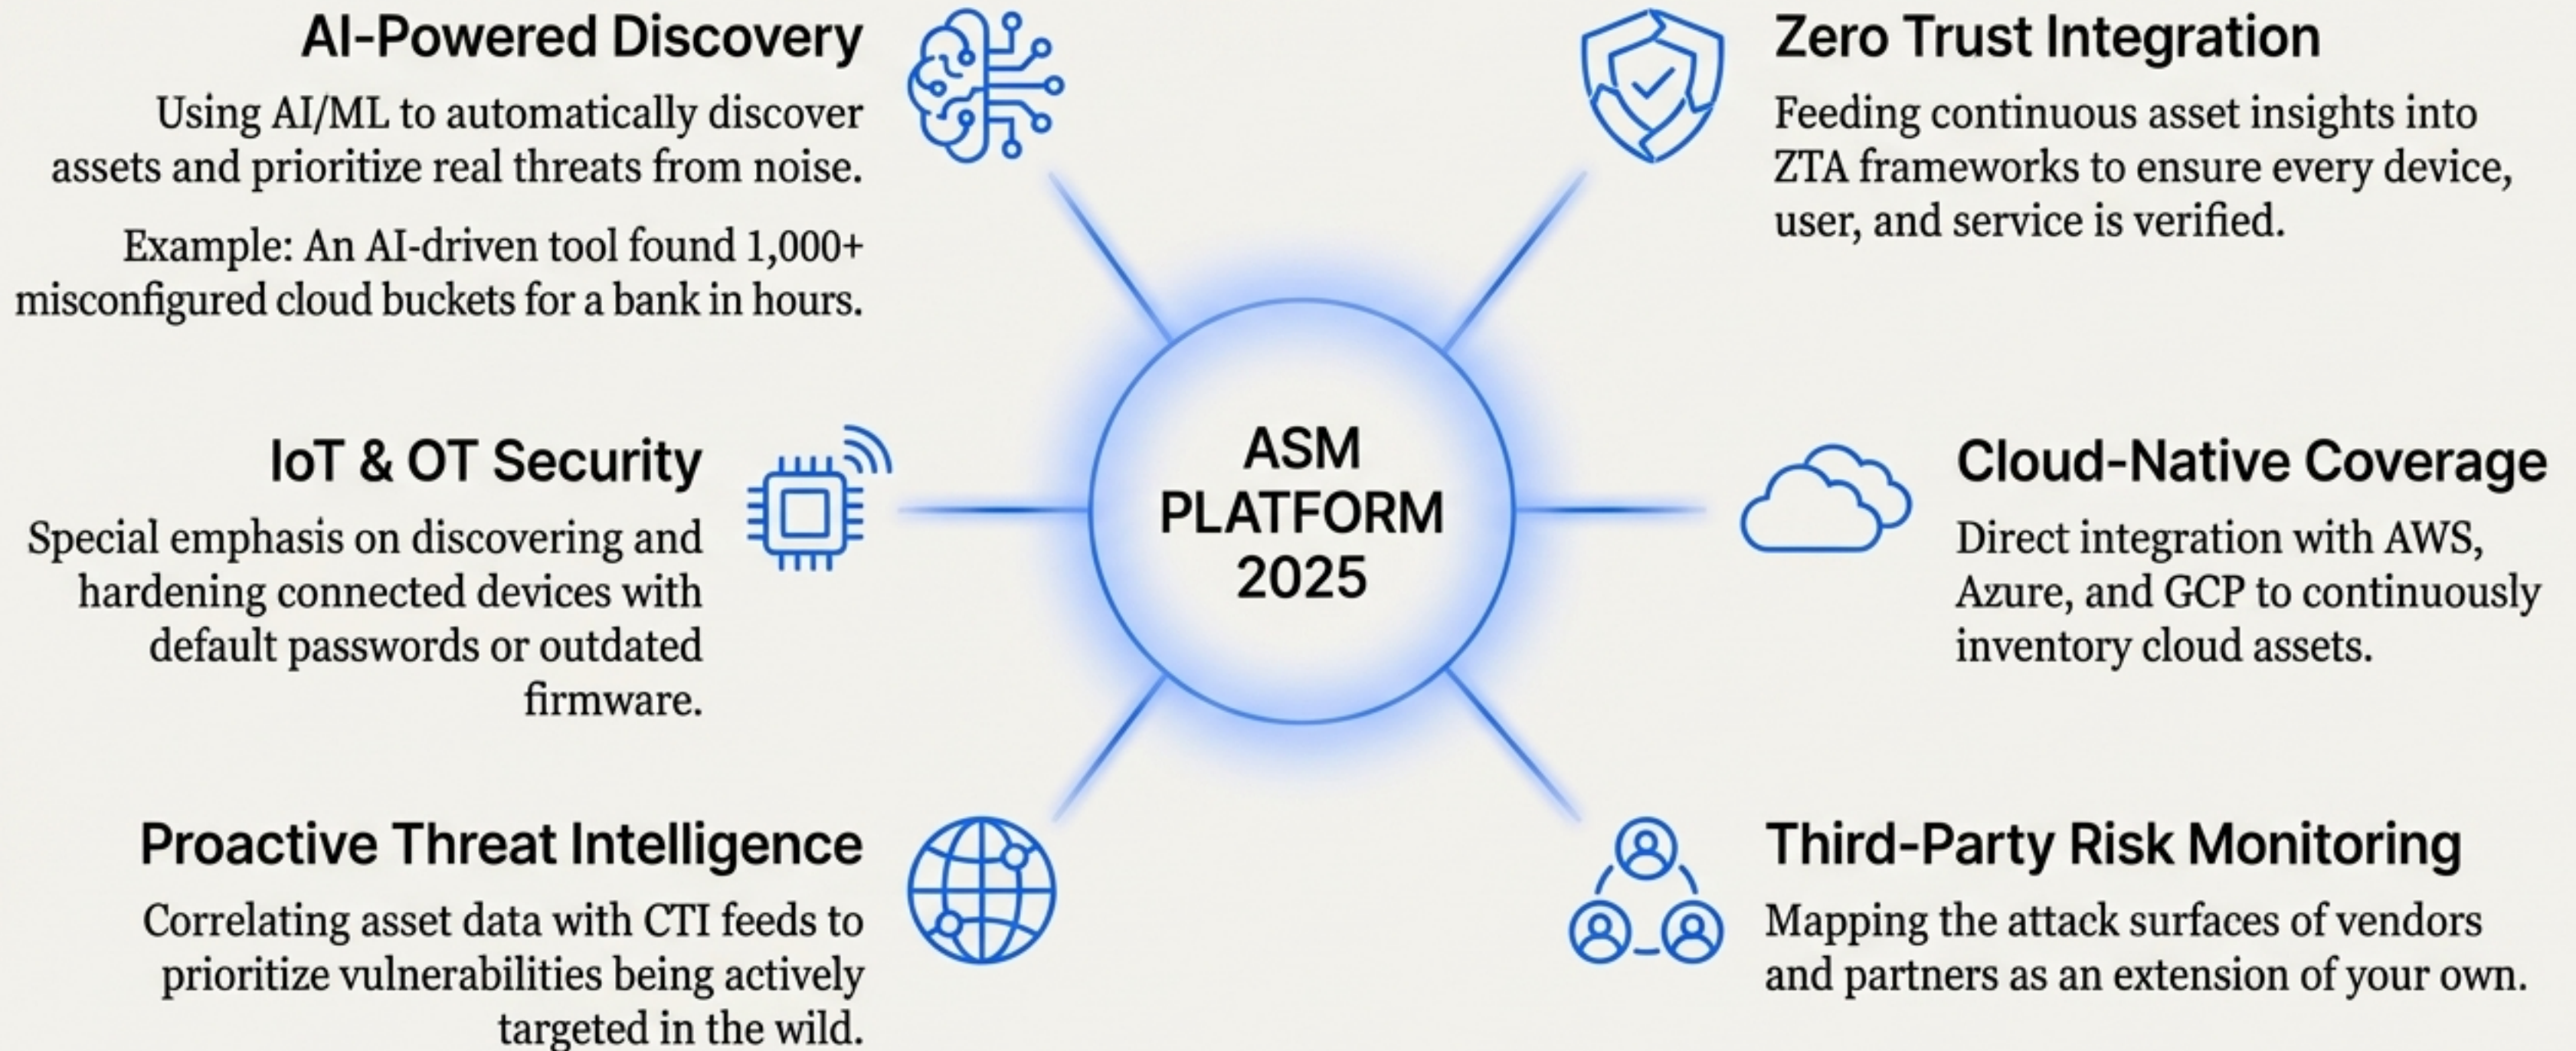 AI-Powered Discovery
Using AI/ML to automatically discover
assets and prioritize real threats from noise.
Example: An AI-driven tool found 1,000+
misconfigured cloud buckets for a bank in hours.
Zero Trust Integration
Feeding continuous asset insights into
ZTA frameworks to ensure every device,
user, and service is verified.
IoT & OT Security
Special emphasis on discovering and
hardening connected devices with
default passwords or outdated
firmware.
ASM
PLATFORM
2025
Cloud-Native Coverage
Direct integration with AWS,
Azure, and GCP to continuously
inventory cloud assets.
Proactive Threat Intelligence
Correlating asset data with CTI feeds to
prioritize vulnerabilities being actively
targeted in the wild.
Third-Party Risk Monitoring
Mapping the attack surfaces of vendors
and partners as an extension of your own.